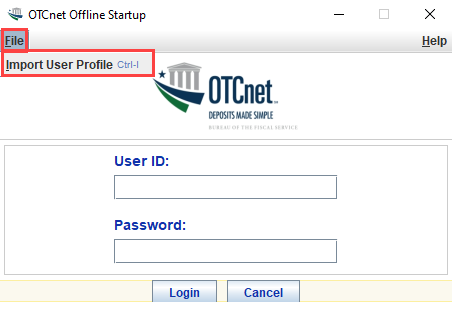 OTCnet Offline Startup
File Help
Import User Profile Ctrl-I
OTCnet
DEPOSITS MADE SIMPLE
BUREAU OF THE FISCAL SERVICE
User ID:
Password:
Login Cancel